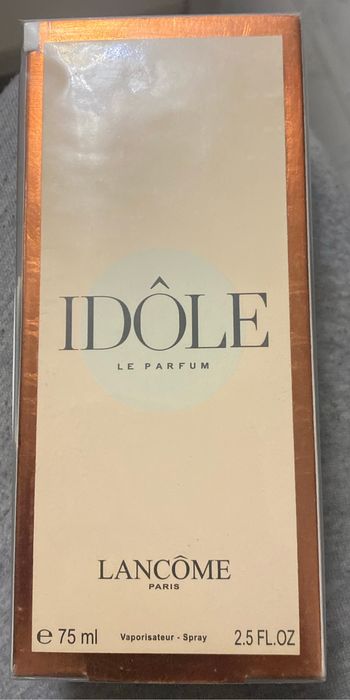 IDÔLE
LE PARFUM
LANCÔME
PARIS
℮ 75 ml Vaporisateur - Spray 2.5 FL.OZ